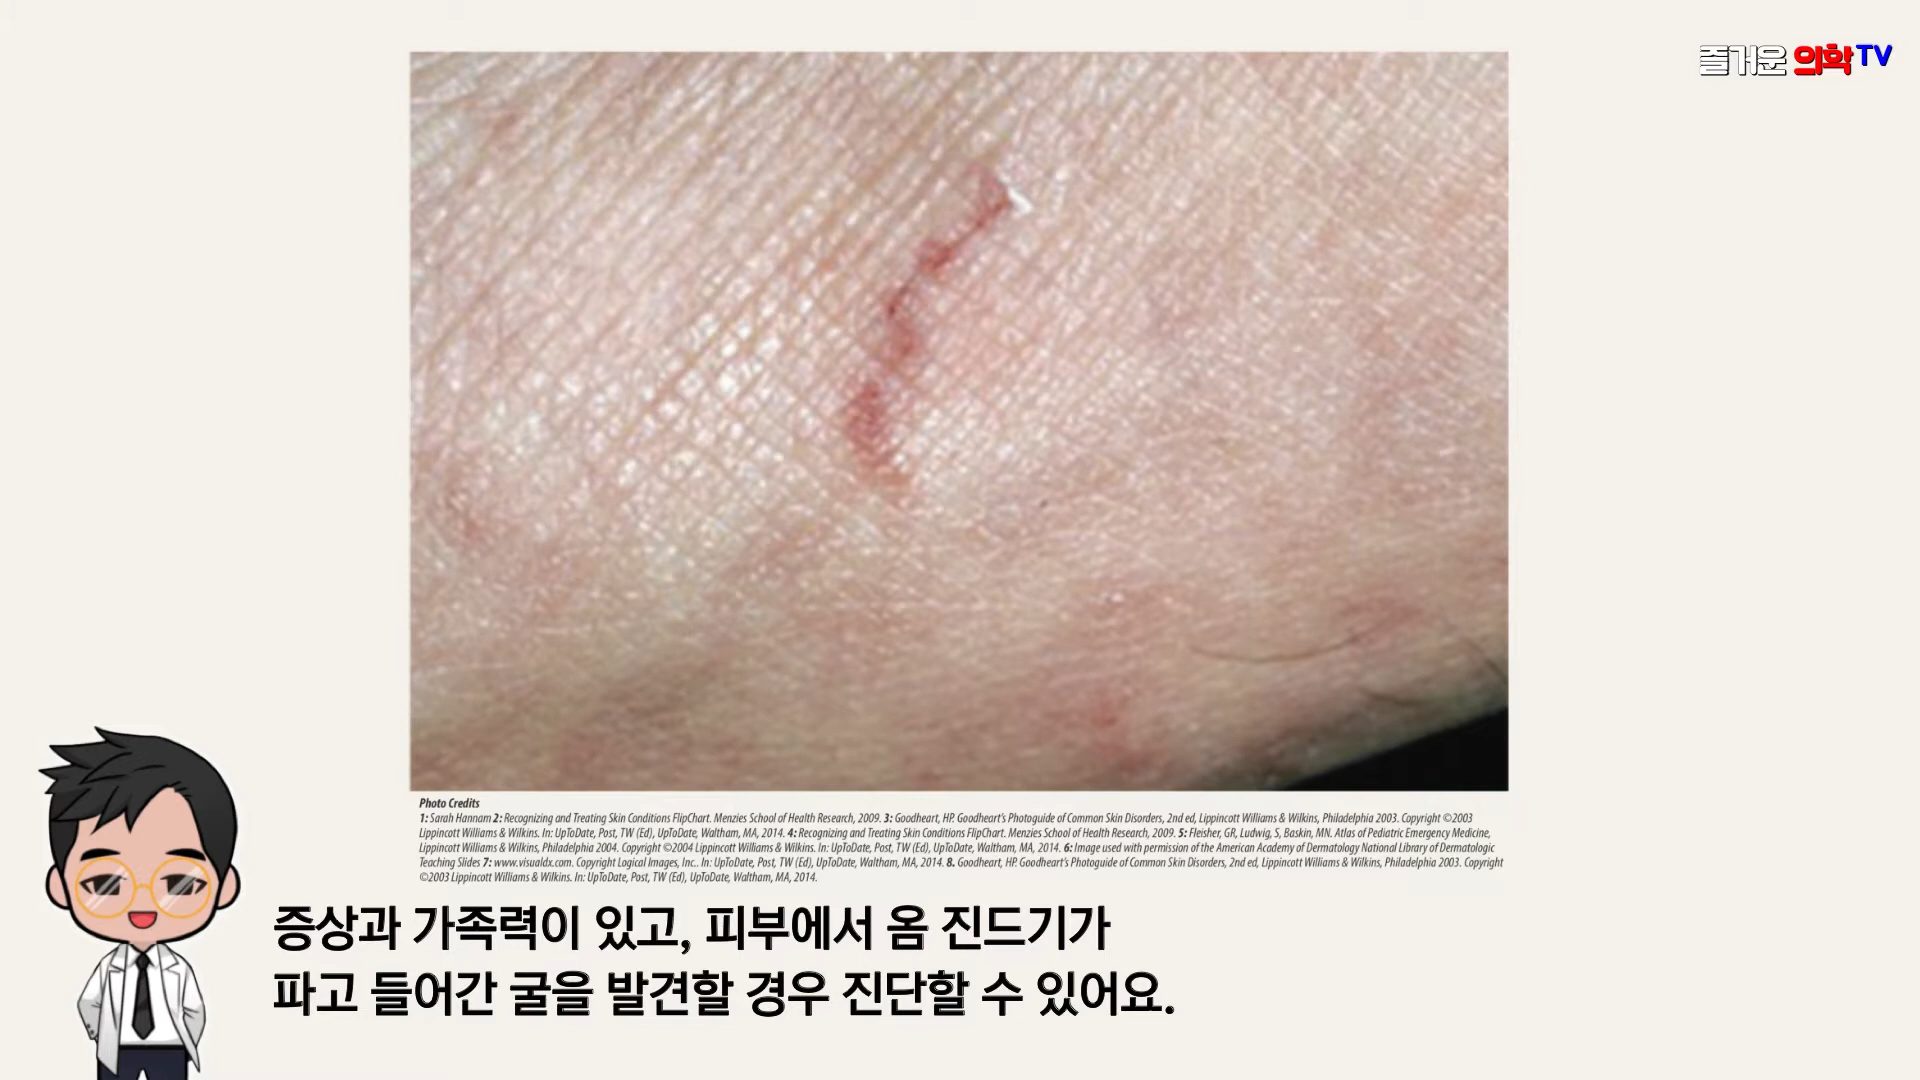 즐거운 의학TV
Photo Credits
1: Sarah Hannam 2: Recognizing and Treating Skin Conditions FlipChart. Menzies School of Health Research, 2009. 3: Goodheart, HP. Goodheart's Photoguide of Common Skin Disorders, 2nd ed, Lippincott Williams & Wilkins, Philadelphia 2003. Copyright ©2003
Lippincott Williams & Wilkins. In: UpToDate, Post, TW (Ed), UpToDate, Waltham, MA, 2014. 4: Recognizing and Treating Skin Conditions FlipChart. Menzies School of Health Research, 2009. 5: Fleisher, GR, Ludwig, S, Baskin, MN. Atlas of Pediatric Emergency Medicine,
Lippincott Williams & Wilkins, Philadelphia 2004. Copyright ©2004 Lippincott Williams & Wilkins. In: UpToDate, Post, TW (Ed), UpToDate, Waltham, MA, 2014. 6: Image used with permission of the American Academy of Dermatology National Library of Dermatologic
Teaching Slides 7: www.visualdx.com. Copyright Logical Images, Inc.. In: UpToDate, Post, TW (Ed), UpToDate, Waltham, MA, 2014. 8. Goodheart, HP. Goodheart's Photoguide of Common Skin Disorders, 2nd ed, Lippincott Williams & Wilkins, Philadelphia 2003. Copyright
©2003 Lippincott Williams & Wilkins. In: UpToDate, Post, TW (Ed), UpToDate, Waltham, MA, 2014.
증상과 가족력이 있고, 피부에서 옴 진드기가
파고 들어간 굴을 발견할 경우 진단할 수 있어요.